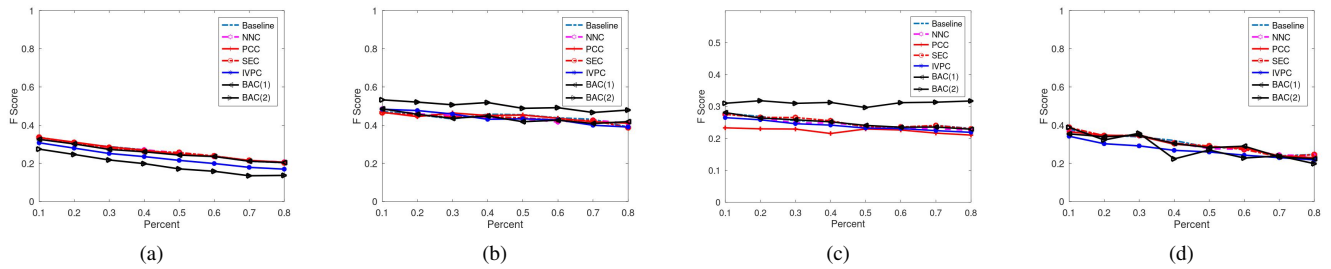 F Score
1
0.8
0.6
0.4
0.2
0
0.1 0.2 0.3 0.4 0.5 0.6 0.7 0.8
Percent
Baseline
NNC
PCC
SEC
IVPC
BAC(1)
BAC(2)
(a)
F Score
1
0.8
0.6
0.4
0.2
0
0.1 0.2 0.3 0.4 0.5 0.6 0.7 0.8
Percent
Baseline
NNC
PCC
SEC
IVPC
BAC(1)
BAC(2)
(b)
F Score
0.5
0.4
0.3
0.2
0.1
0
0.1 0.2 0.3 0.4 0.5 0.6 0.7 0.8
Percent
Baseline
NNC
PCC
SEC
IVPC
BAC(1)
BAC(2)
(c)
F Score
1
0.8
0.6
0.4
0.2
0
0.1 0.2 0.3 0.4 0.5 0.6 0.7 0.8
Percent
Baseline
NNC
PCC
SEC
IVPC
BAC(1)
BAC(2)
(d)